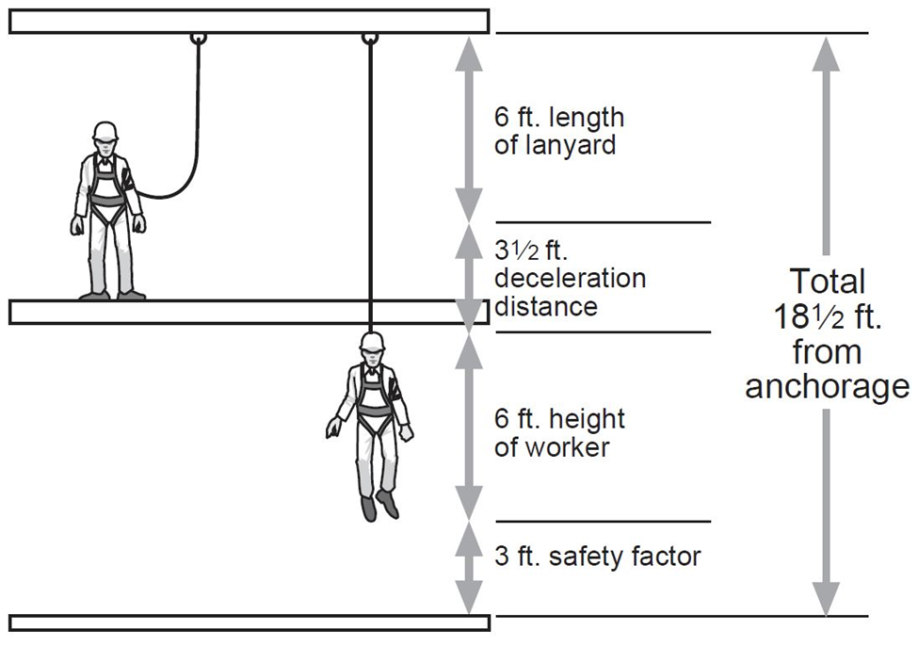 6 ft. length
of lanyard
3½ ft.
deceleration
distance
Total
18½ ft.
from
anchorage
6 ft. height
of worker
3 ft. safety factor